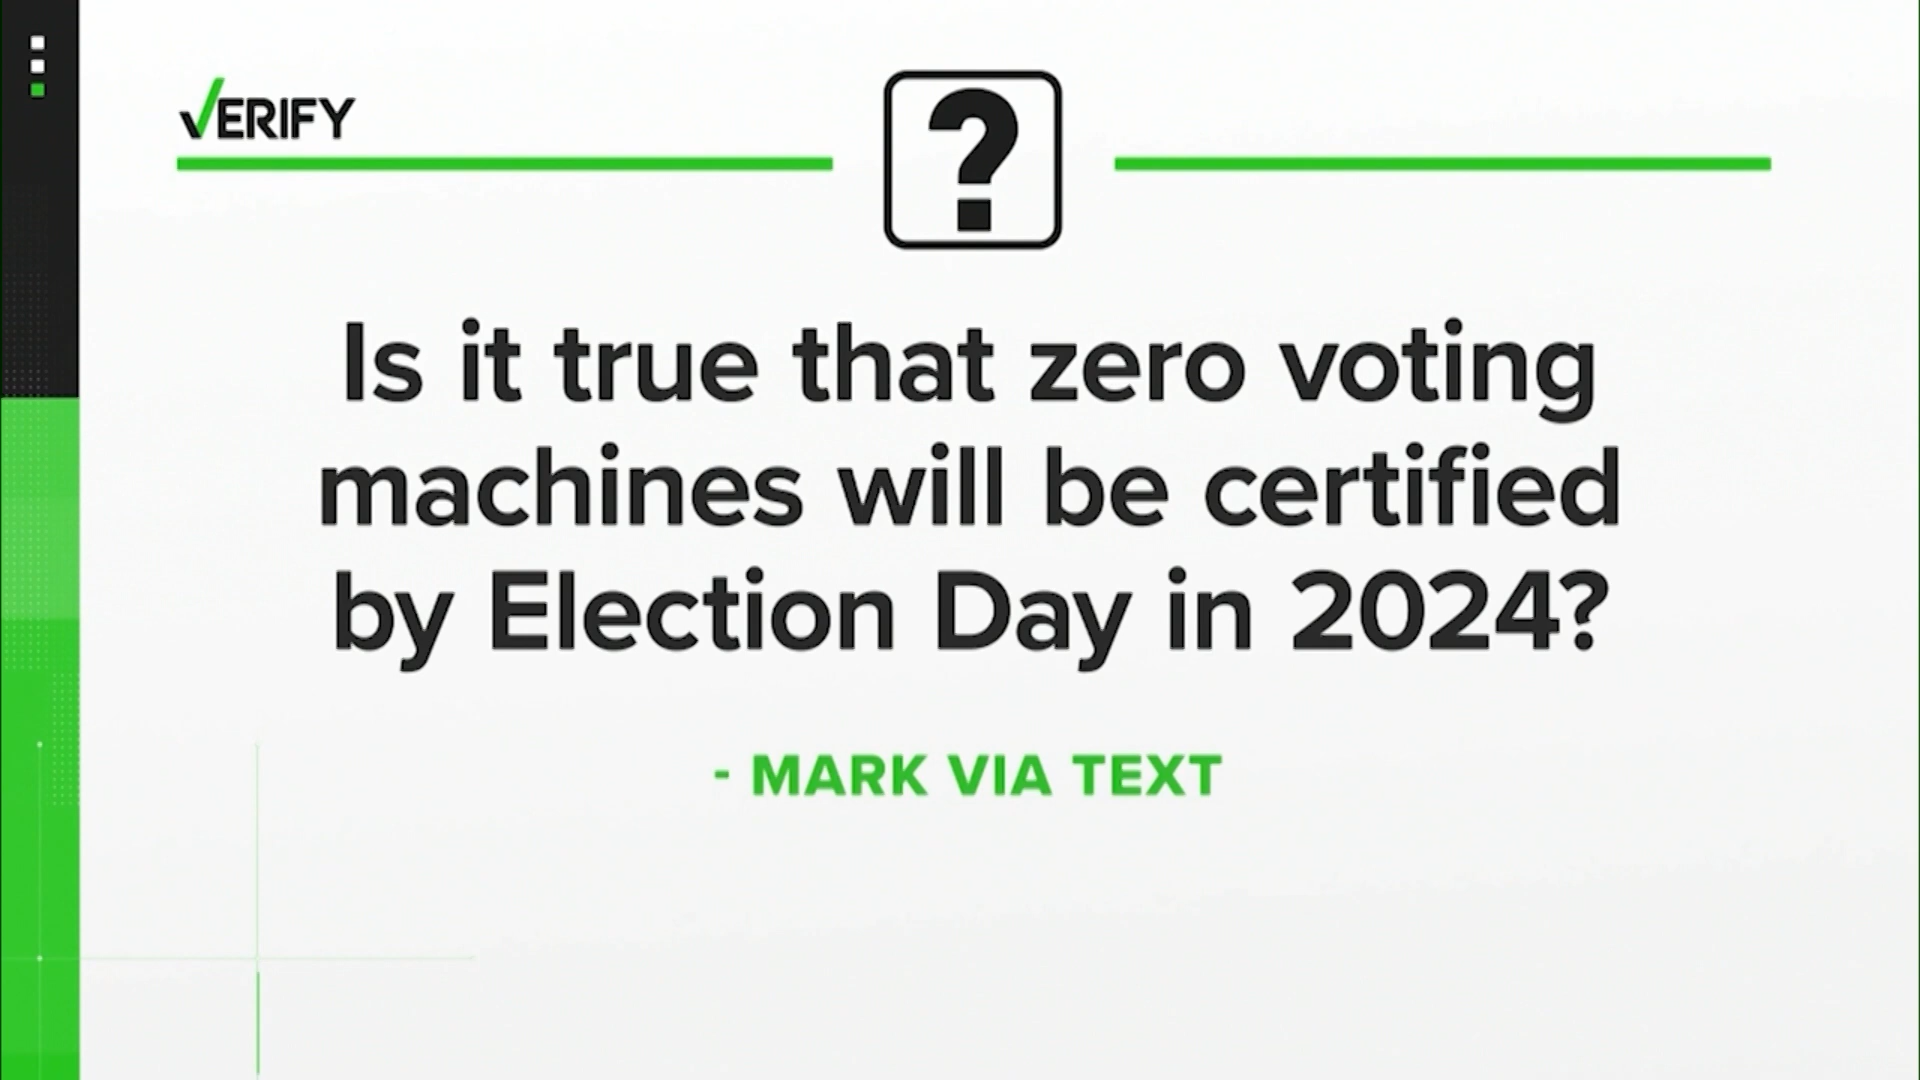 VERIFY
?
Is it true that zero voting
machines will be certified
by Election Day in 2024?
- MARK VIA TEXT